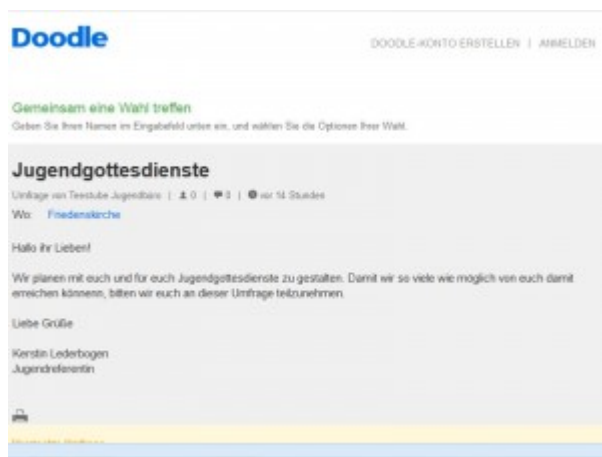 Doodle
DOODLE-KONTO ERSTELLEN | ANMELDEN
Gemeinsam eine Wahl treffen
Geben Sie Ihren Namen im Eingabefeld unten ein, und wählen Sie die Optionen Ihrer Wahl.
Jugendgottesdienste
Umfrage von Teestube Jugendbüro | 0 | 0 | vor 14 Stunden
Wo: Friedenskirche
Hallo ihr Lieben!
Wir planen mit euch und für euch Jugendgottesdienste zu gestalten. Damit wir so viele wie möglich von euch damit
erreichen könnenn, bitten wir euch an dieser Umfrage teilzunehmen.
Liebe Grüße
Kerstin Lederbogen
Jugendreferentin